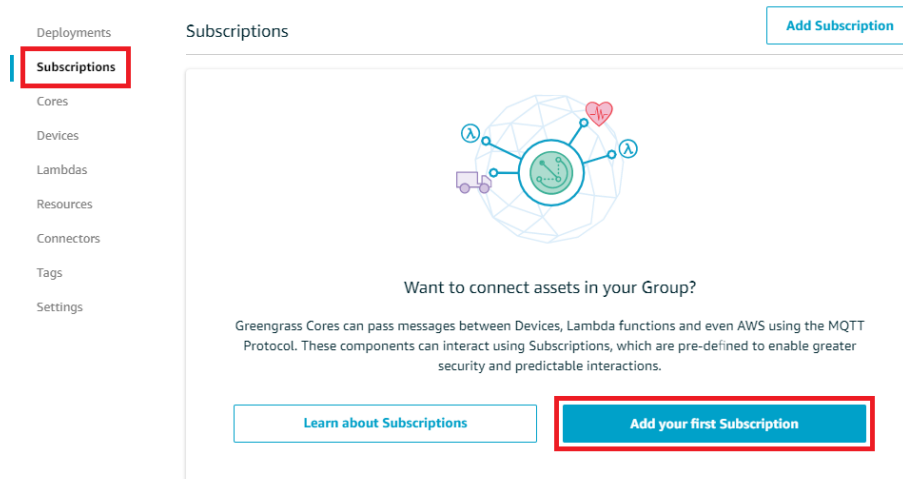 Deployments
Subscriptions
Cores
Devices
Lambdas
Resources
Connectors
Tags
Settings
Subscriptions
Add Subscription
λ
λ
Want to connect assets in your Group?
Greengrass Cores can pass messages between Devices, Lambda functions and even AWS using the MQTT
Protocol. These components can interact using Subscriptions, which are pre-defined to enable greater
security and predictable interactions.
Learn about Subscriptions
Add your first Subscription